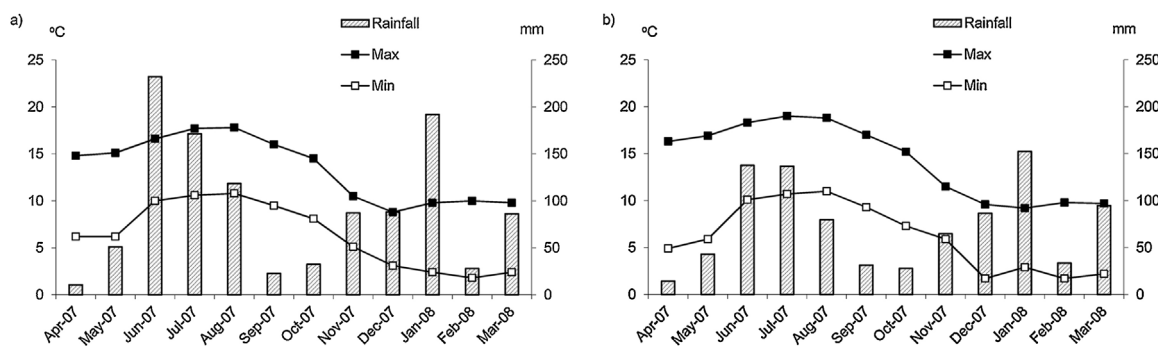 a)
ºC
mm
Rainfall
Max
Min
25
20
15
10
5
0
250
200
150
100
50
0
Apr-07
May-07
Jun-07
Jul-07
Aug-07
Sep-07
Oct-07
Nov-07
Dec-07
Jan-08
Feb-08
Mar-08
b)
ºC
mm
Rainfall
Max
Min
25
20
15
10
5
0
250
200
150
100
50
0
Apr-07
May-07
Jun-07
Jul-07
Aug-07
Sep-07
Oct-07
Nov-07
Dec-07
Jan-08
Feb-08
Mar-08